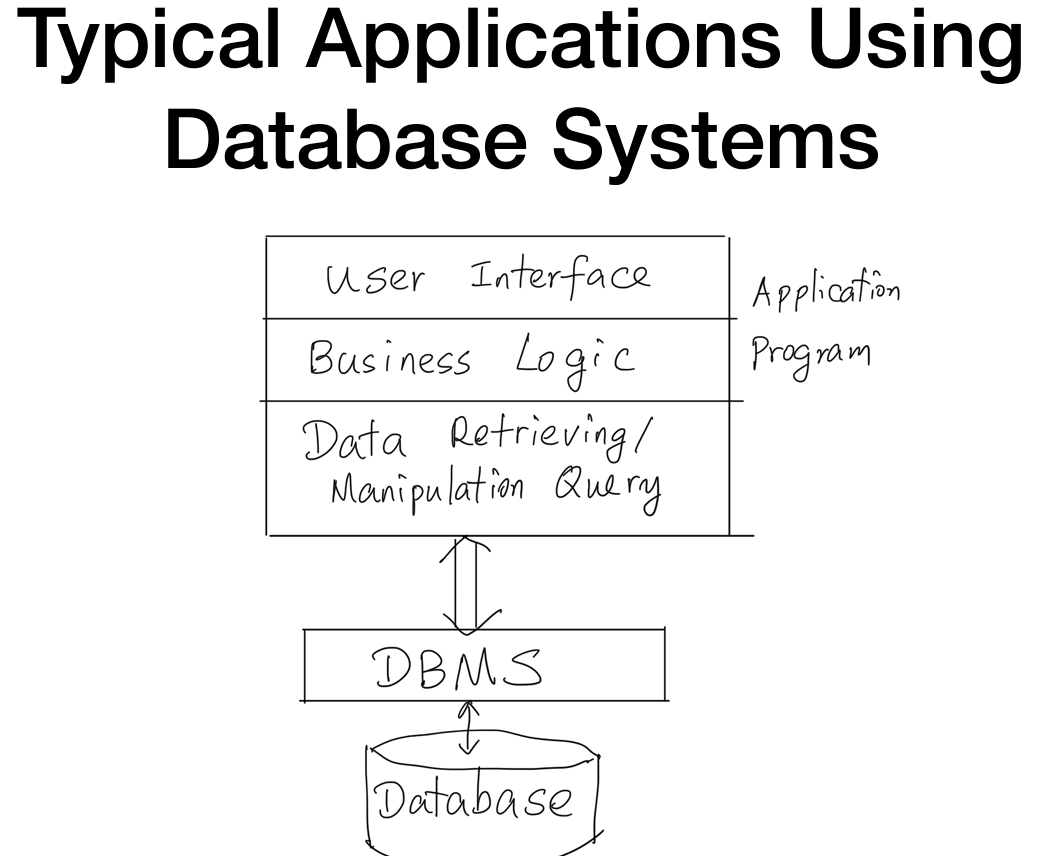 Typical Applications Using
Database Systems
User Interface
Application
Business Logic
Program
Data Retrieving/
Manipulation Query
DBMS
Database